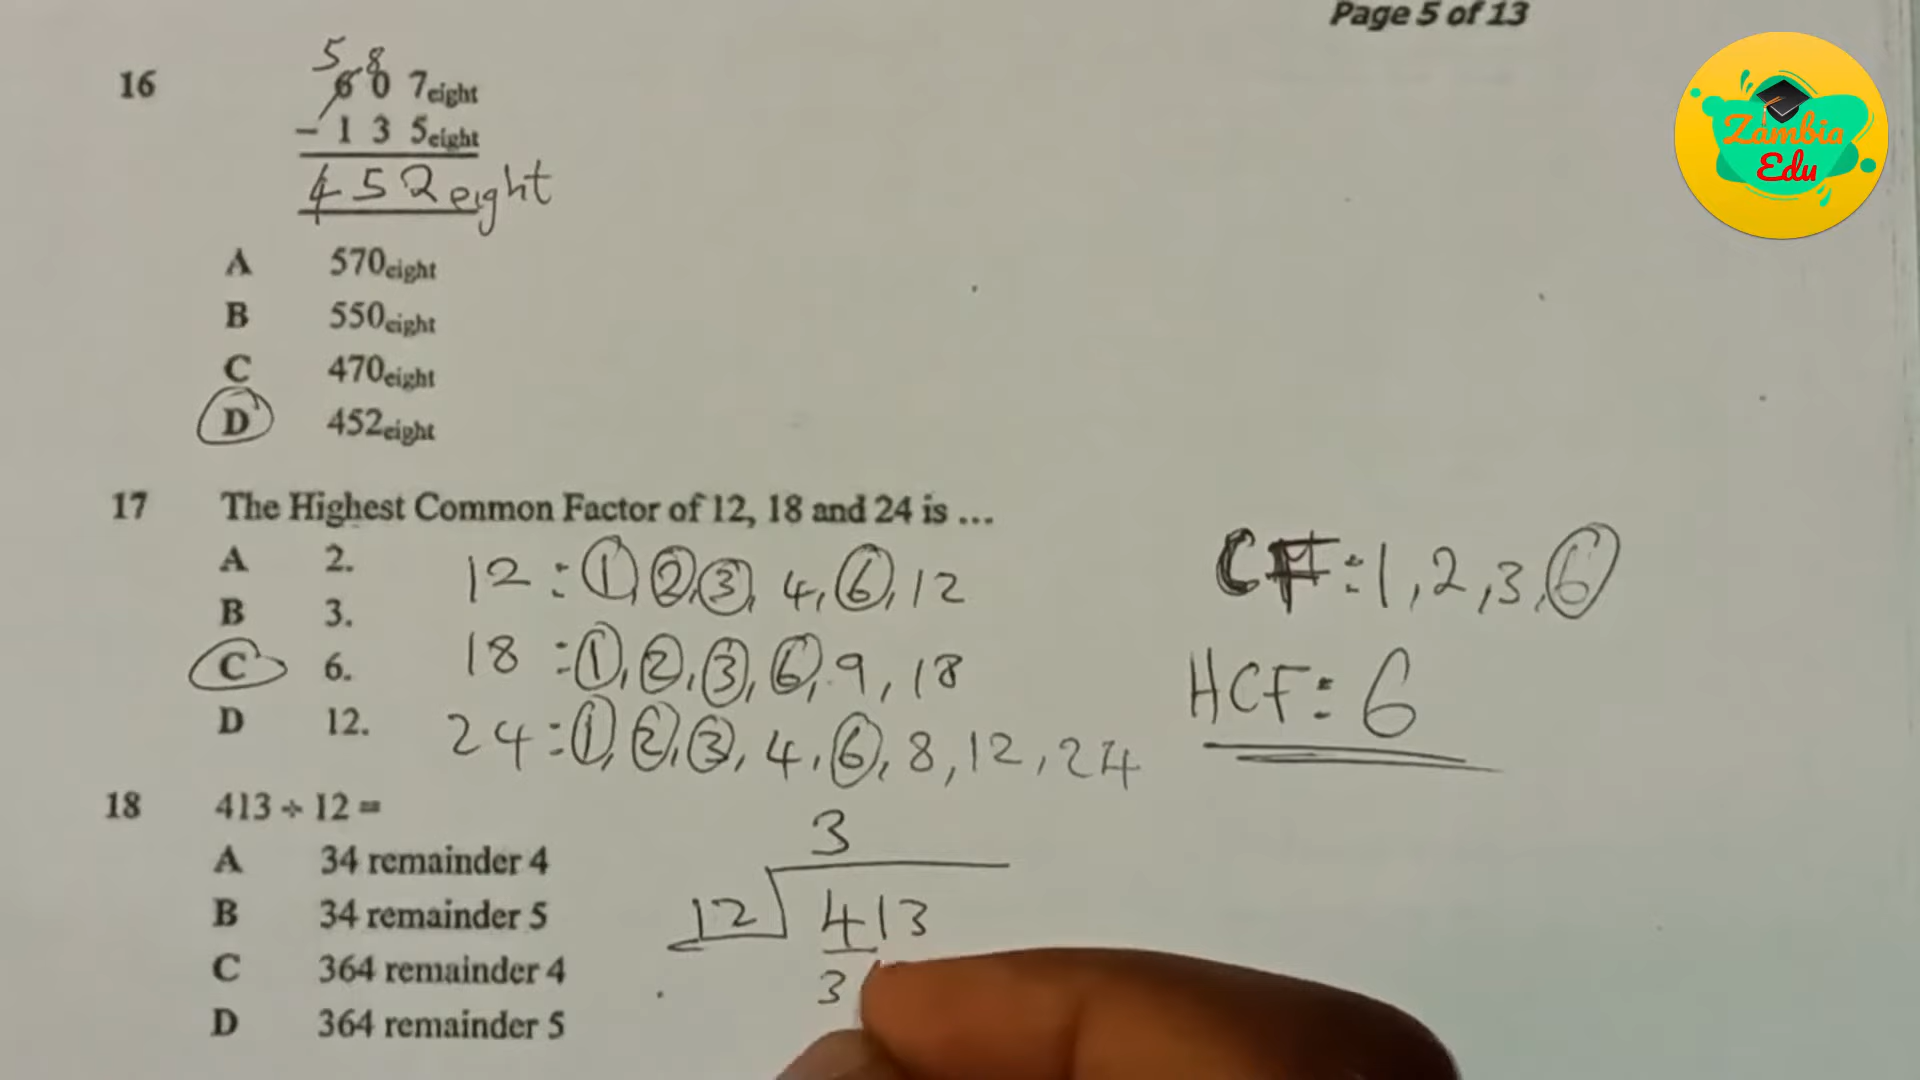 Page 5 of 13
Zambia
Edu
5 8
16 6 0 7eight
- 1 3 5eight
4 5 2 eight
A 570eight
B 550eight
C 470eight
D 452eight
17 The Highest Common Factor of 12, 18 and 24 is ...
A 2.
B 3.
C 6.
D 12.
12 : 1, 2, 3, 4, 6, 12
18 : 1, 2, 3, 6, 9, 18
24 : 1, 2, 3, 4, 6, 8, 12, 24
CF : 1, 2, 3, 6
HCF = 6
18 413 ÷ 12 =
A 34 remainder 4
B 34 remainder 5
C 364 remainder 4
D 364 remainder 5
3
12 413
3